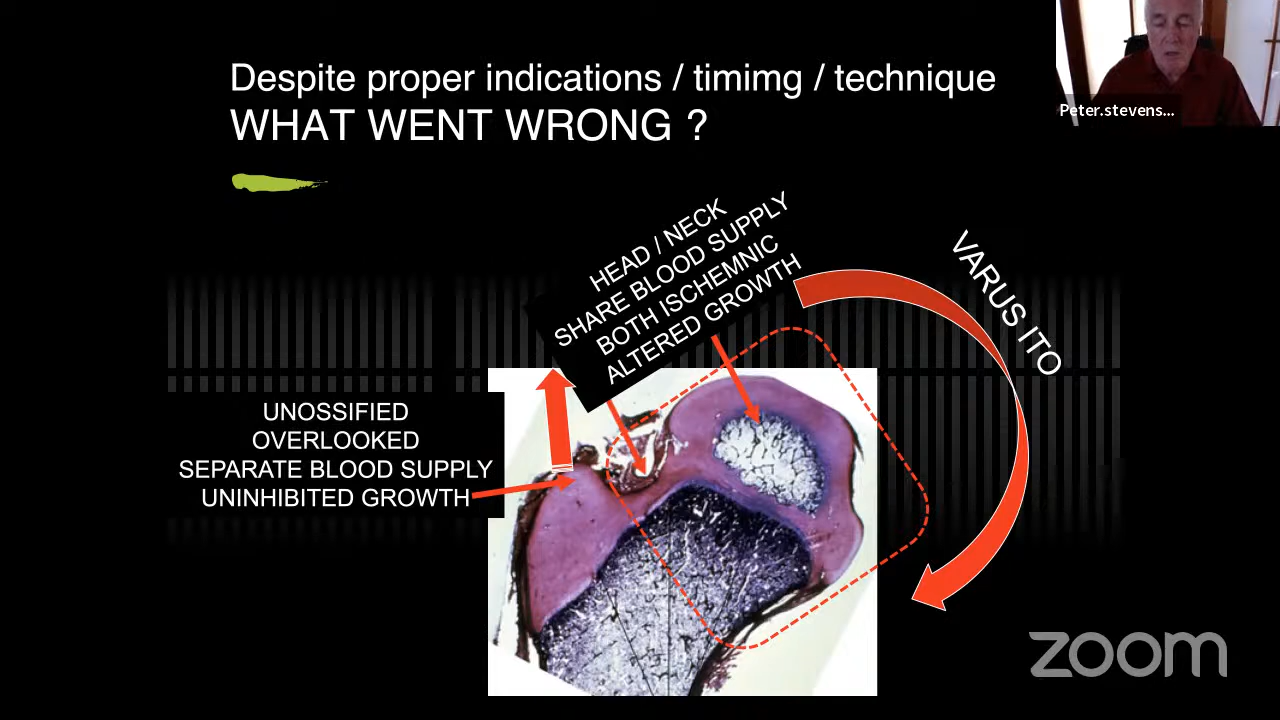 Despite proper indications / timimg / technique
WHAT WENT WRONG ?
Peter.stevens...
HEAD / NECK
SHARE BLOOD SUPPLY
BOTH ISCHEMNIC
ALTERED GROWTH
VARUS ITO
UNOSSIFIED
OVERLOOKED
SEPARATE BLOOD SUPPLY
UNINHIBITED GROWTH
zoom